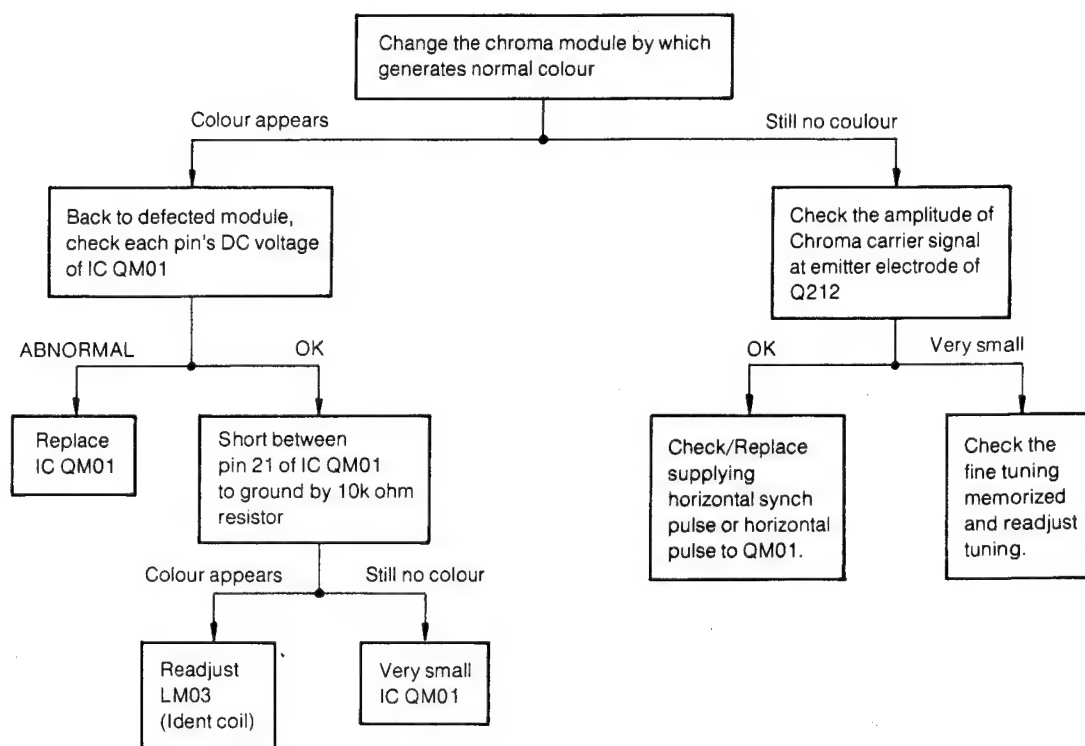 Change the chroma module by which
generates normal colour
Colour appears
Still no coulour
Back to defected module,
check each pin's DC voltage
of IC QM01
Check the amplitude of
Chroma carrier signal
at emitter electrode of
Q212
ABNORMAL
OK
OK
Very small
Replace
IC QM01
Short between
pin 21 of IC QM01
to ground by 10k ohm
resistor
Check/Replace
supplying
horizontal synch
pulse or horizontal
pulse to QM01.
Check the
fine tuning
memorized
and readjust
tuning.
Colour appears
Still no colour
Readjust
LM03
(Ident coil)
Very small
IC QM01